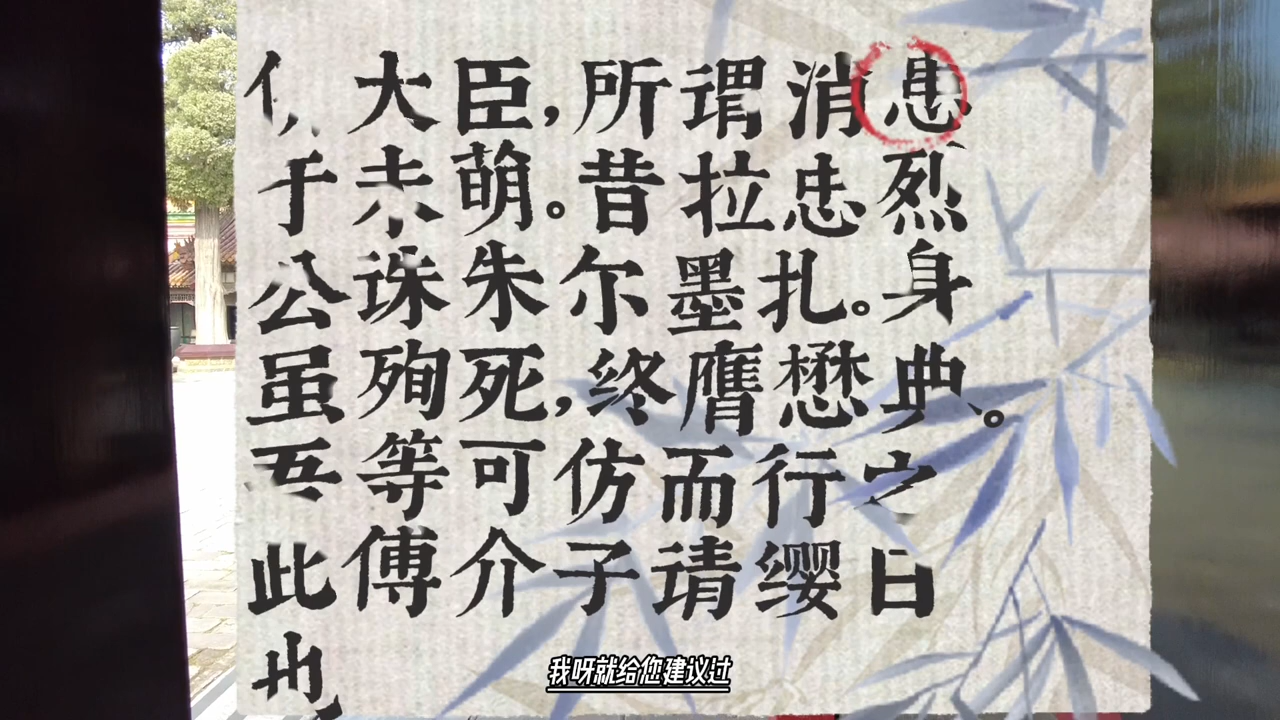 大臣，所谓消息
于未萌。昔拉忠烈
公诛朱尔墨扎。身
虽殉死，终膺懋典。
吾等可仿而行之
此傅介子请缨日
也
我呀就给您建议过